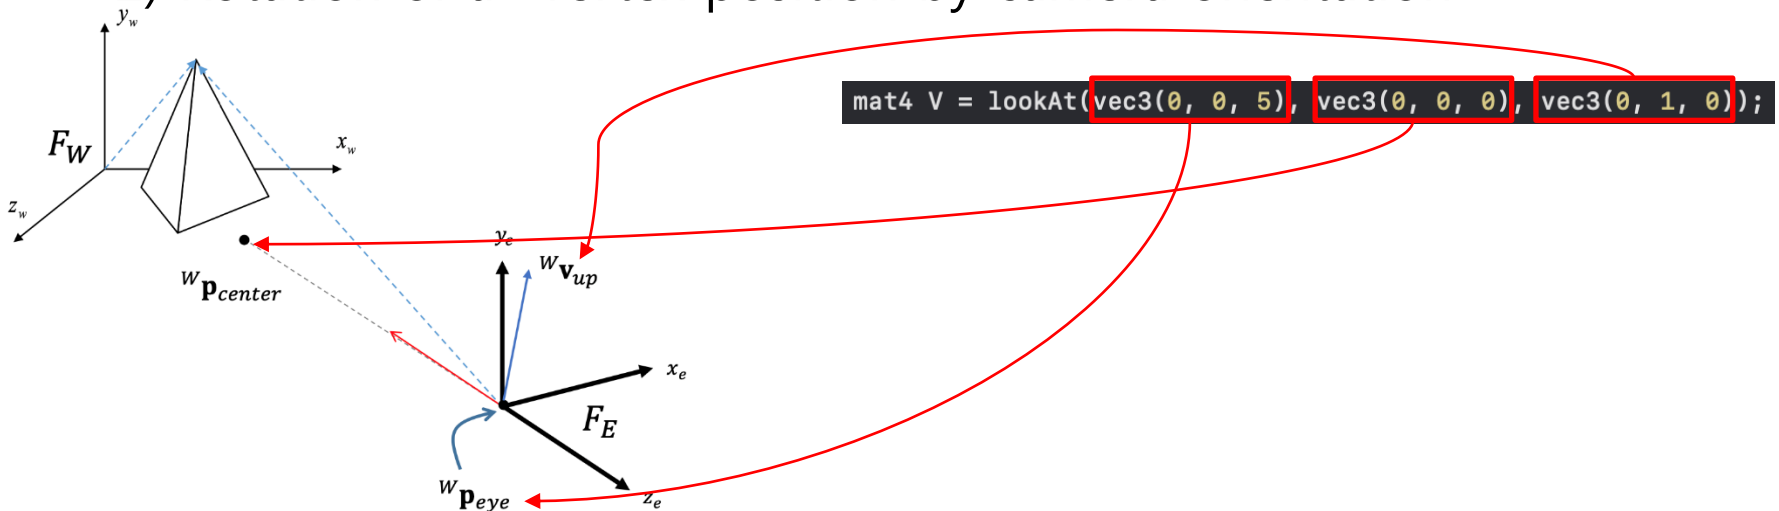 y_w
mat4 V = lookAt(vec3(0, 0, 5), vec3(0, 0, 0), vec3(0, 1, 0));
F_W
x_w
z_w
y_e
^W v_up
^W p_center
x_e
F_E
^W p_eye
z_e